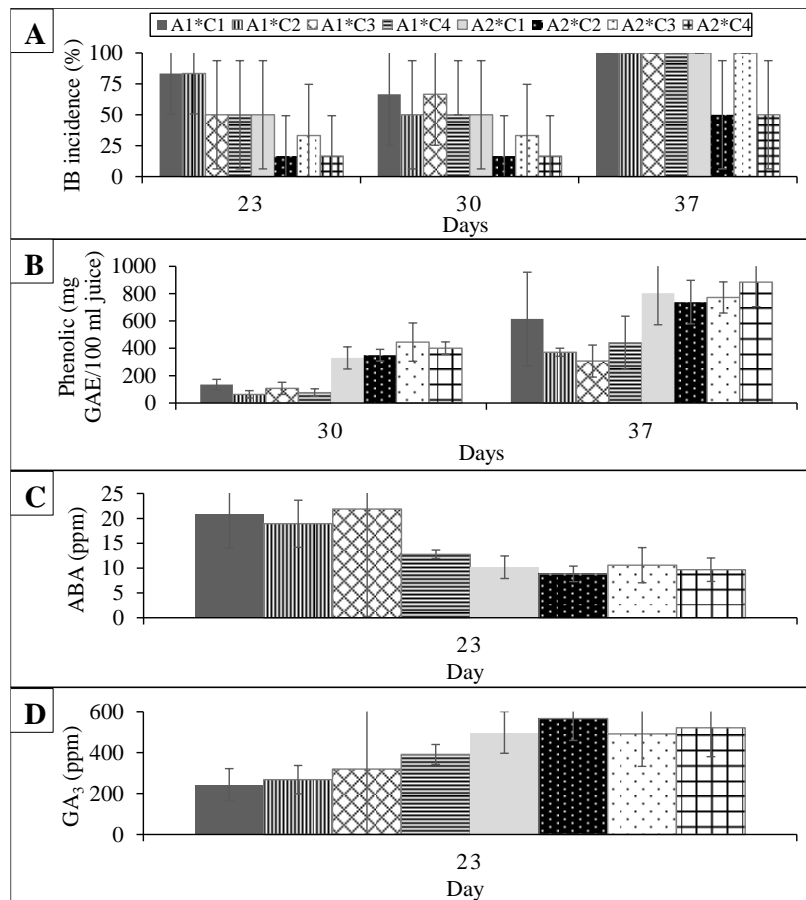 A
A1*C1 A1*C2 A1*C3 A1*C4 A2*C1 A2*C2 A2*C3 A2*C4
IB incidence (%)
100
75
50
25
0
23 30 37
Days
B
Phenolic (mg
GAE/100 ml juice)
1000
800
600
400
200
0
30 37
Days
C
ABA (ppm)
25
20
15
10
5
0
23
Day
D
GA3 (ppm)
600
400
200
0
23
Day